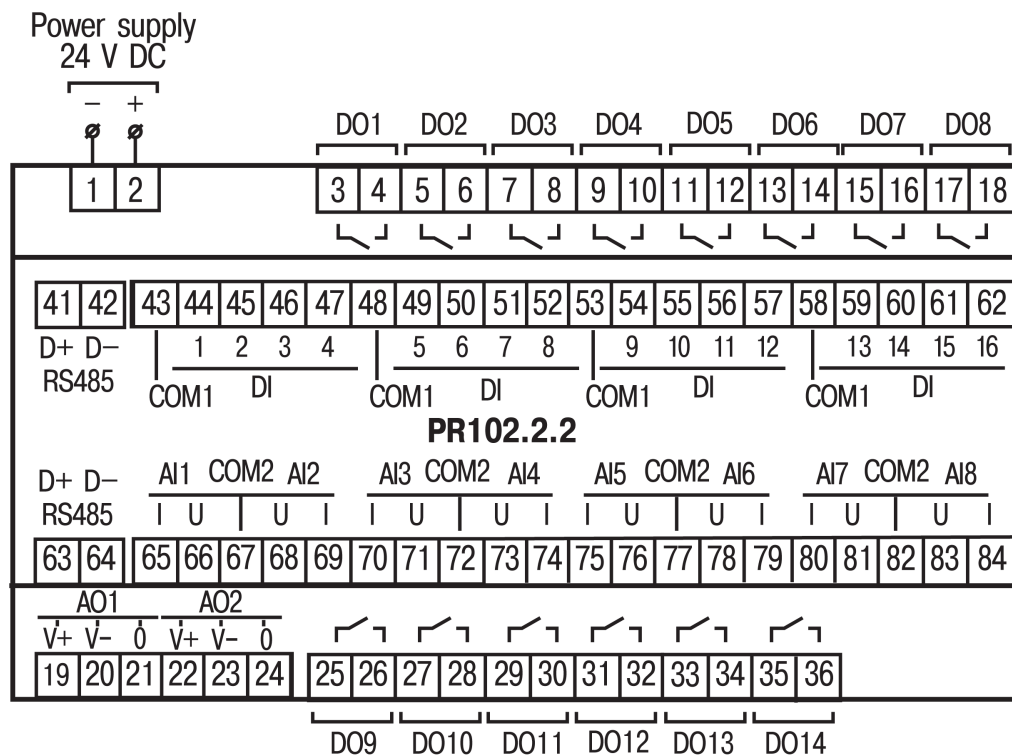 Power supply
24 V DC
− +
DO1 DO2 DO3 DO4 DO5 DO6 DO7 DO8
1 2 3 4 5 6 7 8 9 10 11 12 13 14 15 16 17 18
41 42 43 44 45 46 47 48 49 50 51 52 53 54 55 56 57 58 59 60 61 62
D+ D− 1 2 3 4 5 6 7 8 9 10 11 12 13 14 15 16
RS485 COM1 DI COM1 DI COM1 DI COM1 DI
PR102.2.2
D+ D− AI1 COM2 AI2 AI3 COM2 AI4 AI5 COM2 AI6 AI7 COM2 AI8
RS485 I U U I I U U I I U U I I U U I
63 64 65 66 67 68 69 70 71 72 73 74 75 76 77 78 79 80 81 82 83 84
AO1 AO2
V+ V− 0 V+ V− 0
19 20 21 22 23 24 25 26 27 28 29 30 31 32 33 34 35 36
DO9 DO10 DO11 DO12 DO13 DO14